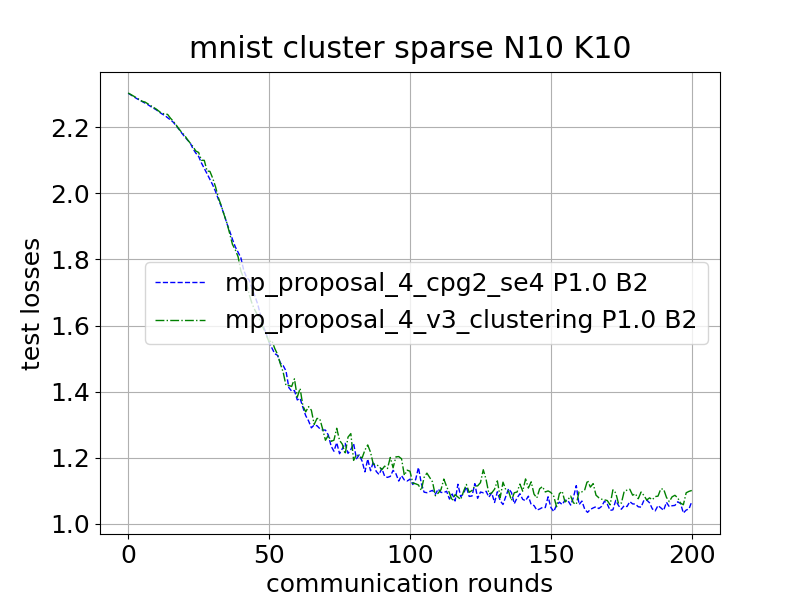 mnist cluster sparse N10 K10
test losses
2.2
2.0
1.8
1.6
1.4
1.2
1.0
mp_proposal_4_cpg2_se4 P1.0 B2
mp_proposal_4_v3_clustering P1.0 B2
0 50 100 150 200
communication rounds